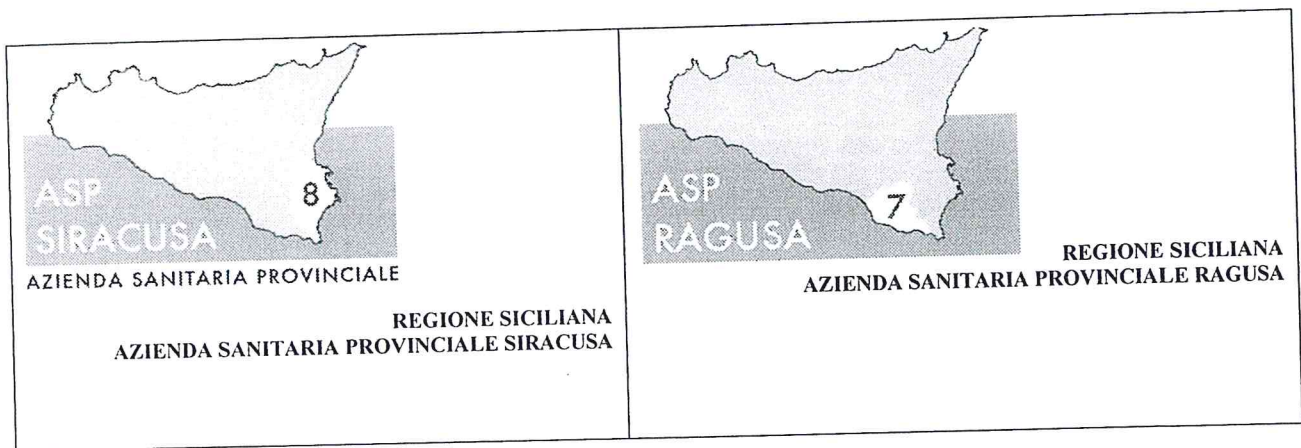 8
ASP
SIRACUSA
AZIENDA SANITARIA PROVINCIALE
REGIONE SICILIANA
AZIENDA SANITARIA PROVINCIALE SIRACUSA
7
ASP
RAGUSA
REGIONE SICILIANA
AZIENDA SANITARIA PROVINCIALE RAGUSA